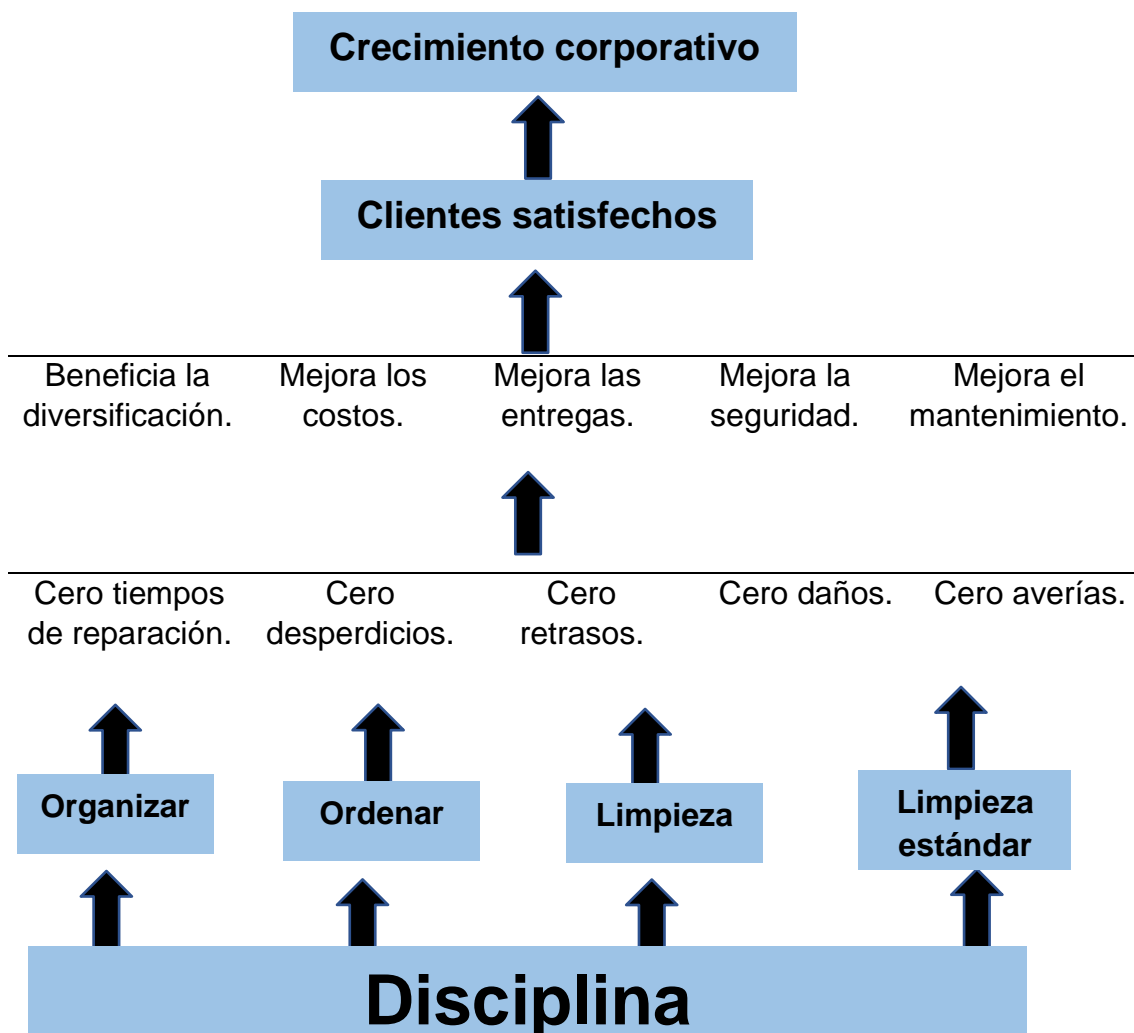 Crecimiento corporativo
Clientes satisfechos
Beneficia la
diversificación.
Mejora los
costos.
Mejora las
entregas.
Mejora la
seguridad.
Mejora el
mantenimiento.
Cero tiempos
de reparación.
Cero
desperdicios.
Cero
retrasos.
Cero daños.
Cero averías.
Organizar
Ordenar
Limpieza
Limpieza
estándar
Disciplina